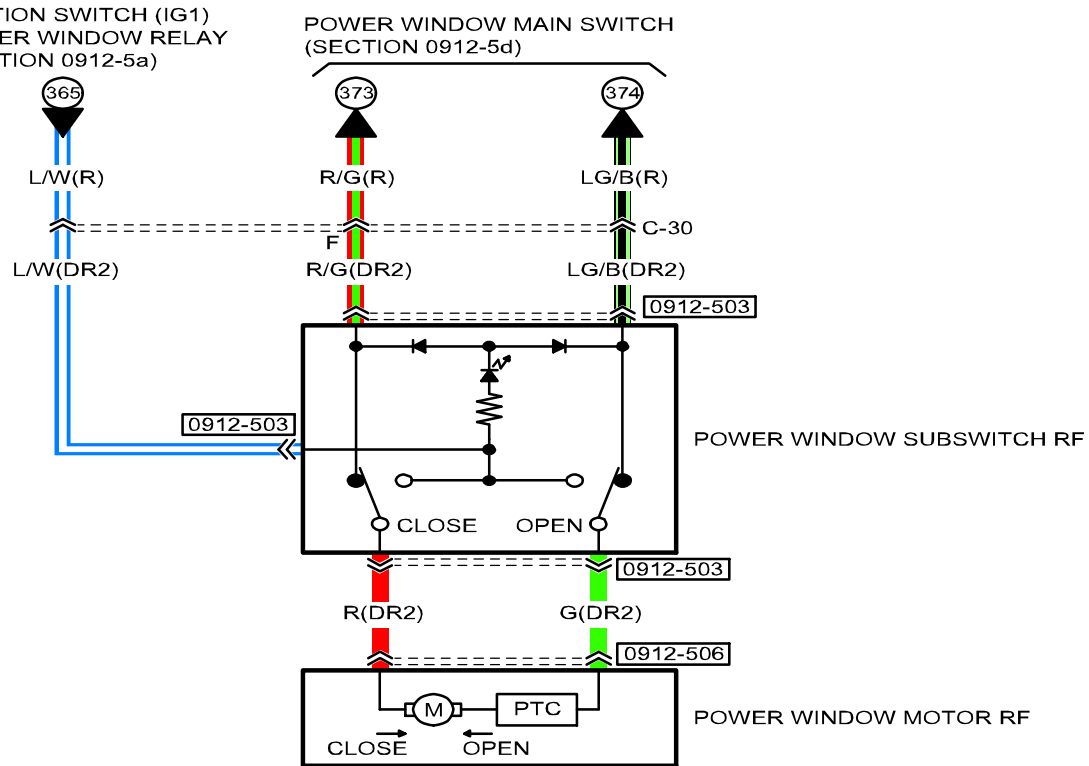 TION SWITCH (IG1)
ER WINDOW RELAY
TION 0912-5a)
POWER WINDOW MAIN SWITCH
(SECTION 0912-5d)
365
373
374
L/W(R)
R/G(R)
LG/B(R)
C-30
F
L/W(DR2)
R/G(DR2)
LG/B(DR2)
0912-503
0912-503
POWER WINDOW SUBSWITCH RF
CLOSE
OPEN
0912-503
R(DR2)
G(DR2)
0912-506
M
PTC
POWER WINDOW MOTOR RF
CLOSE
OPEN